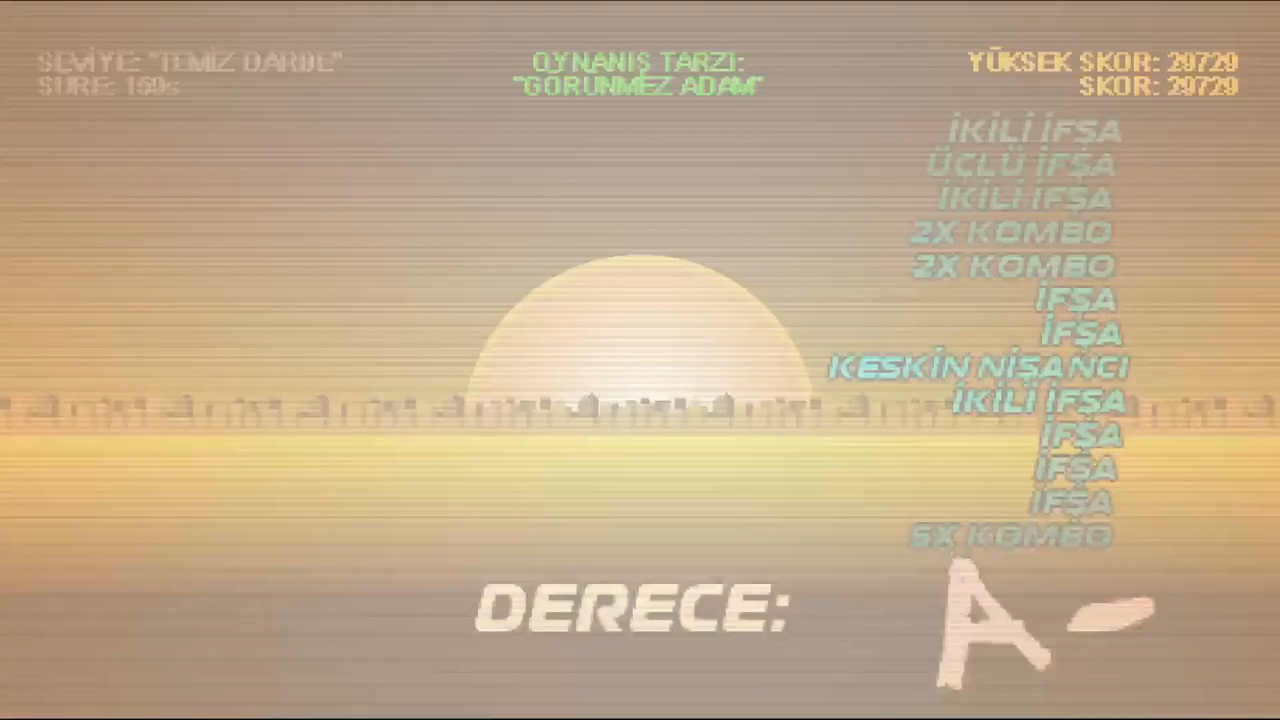 SEVİYE: "TEMİZ DARBE"
SÜRE: 150s
OYNANIŞ TARZI:
"GÖRÜNMEZ ADAM"
YÜKSEK SKOR: 29729
SKOR: 29729
İKİLİ İFŞA
ÜÇLÜ İFŞA
İKİLİ İFŞA
2X KOMBO
2X KOMBO
İFŞA
İFŞA
KESKİN NİŞANCI
İKİLİ İFŞA
İFŞA
İFŞA
İFŞA
5X KOMBO
DERECE: A-